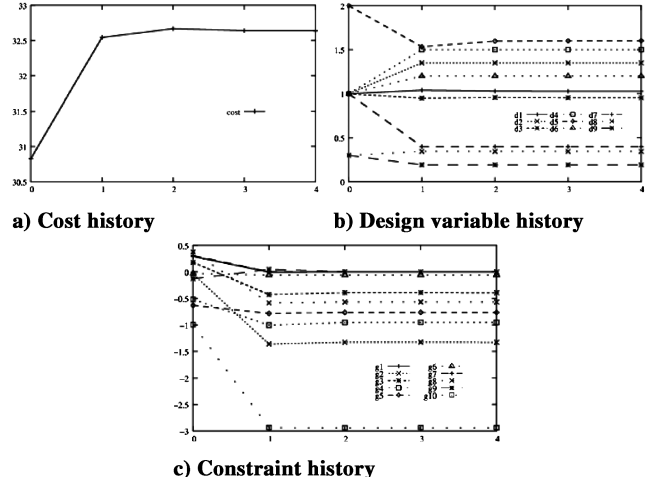 33
32.5
32
31.5
31
30.5
cost
0 1 2 3 4
a) Cost history
2
1.5
1
0.5
0
d1 d4 d7
d2 d5 d8
d3 d6 d9
0 1 2 3 4
b) Design variable history
0.5
0
-0.5
-1
-1.5
-2
-2.5
-3
g1 g6
g2 g7
g3 g8
g4 g9
g5 g10
0 1 2 3 4
c) Constraint history